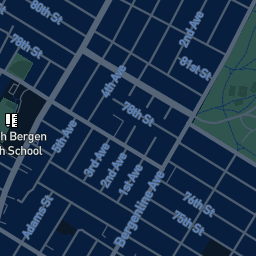 80th St
2nd Ave
78th St
81st St
4th Ave
78th St
h Bergen
h School
5th Ave
3rd Ave
2nd Ave
1st Ave
Bergenline Ave
76th St
75th St
Adams St